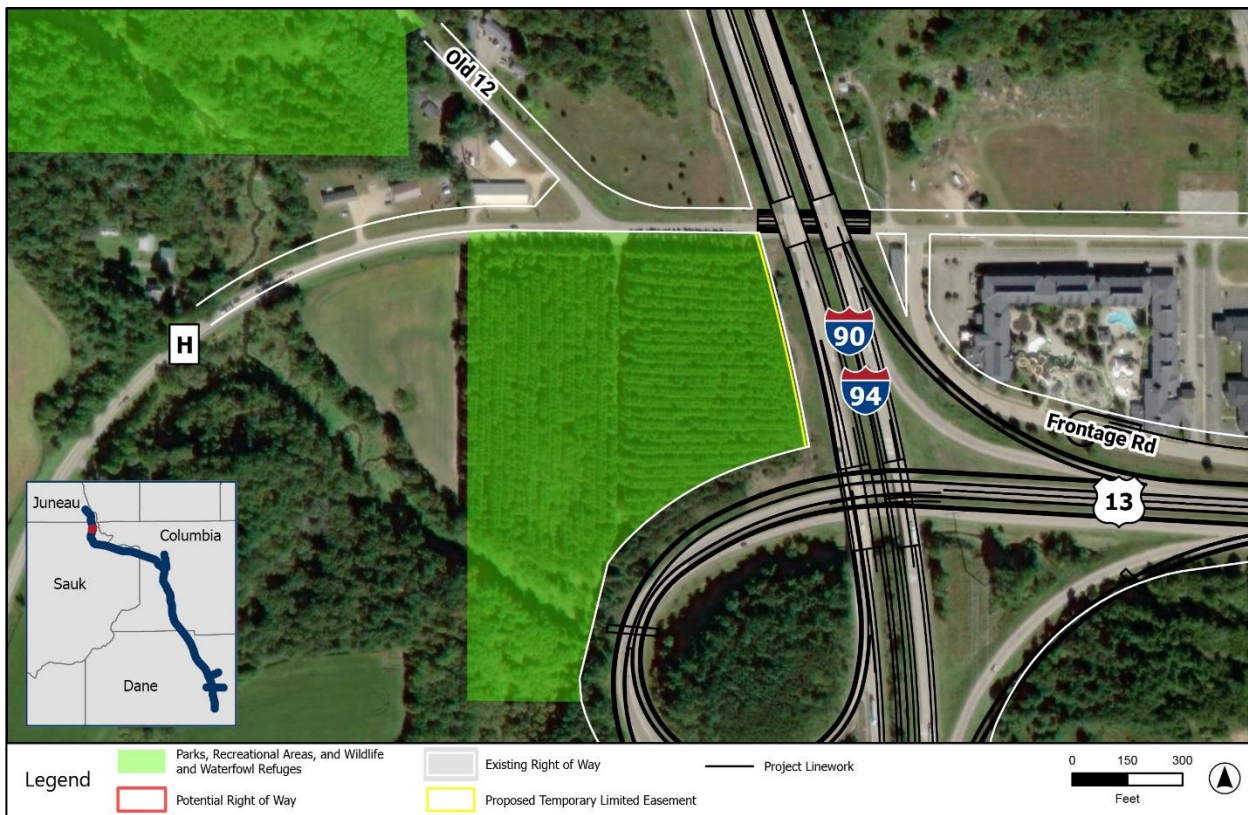 Old 12
H
90
94
Frontage Rd
13
Juneau
Columbia
Sauk
Dane
Legend
Parks, Recreational Areas, and Wildlife
and Waterfowl Refuges
Existing Right of Way
Project Linework
Potential Right of Way
Proposed Temporary Limited Easement
0 150 300
Feet